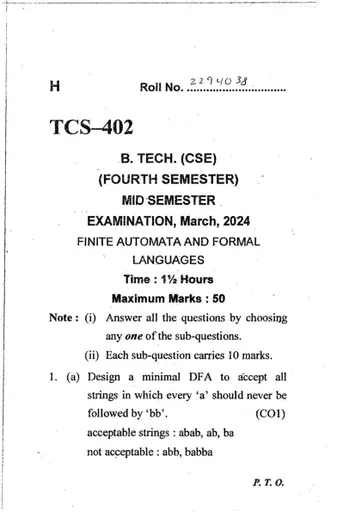 H Roll No. 2294038
TCS–402
B. TECH. (CSE)
(FOURTH SEMESTER)
MID SEMESTER
EXAMINATION, March, 2024
FINITE AUTOMATA AND FORMAL
LANGUAGES
Time : 1½ Hours
Maximum Marks : 50
Note : (i) Answer all the questions by choosing
any one of the sub-questions.
(ii) Each sub-question carries 10 marks.
1. (a) Design a minimal DFA to accept all
strings in which every ‘a’ should never be
followed by ‘bb’. (CO1)
acceptable strings : abab, ab, ba
not acceptable : abb, babba
P. T. O.